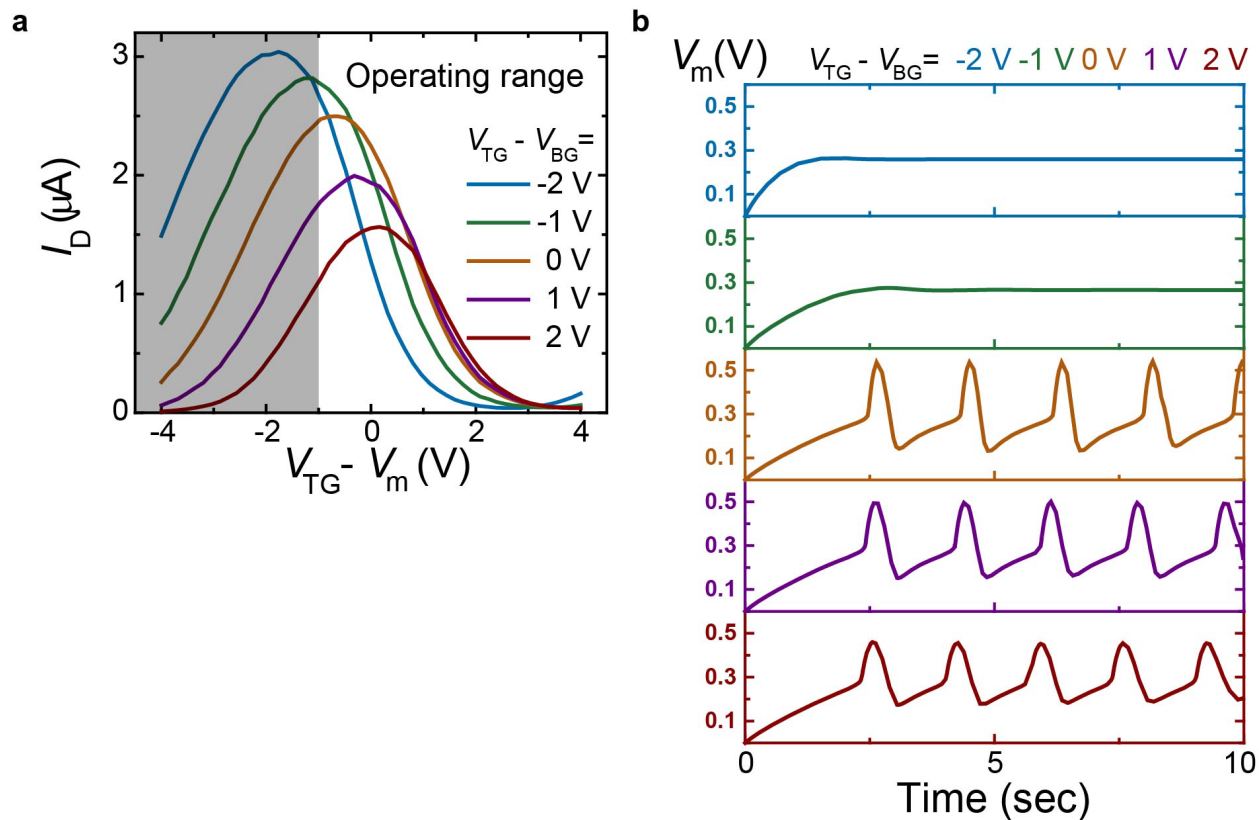 a
Operating range
V_TG - V_BG =
-2 V
-1 V
0 V
1 V
2 V
I_D (μA)
3
2
1
0
-4 -2 0 2 4
V_TG - V_m (V)
b
V_m (V) V_TG - V_BG = -2 V -1 V 0 V 1 V 2 V
0.5
0.3
0.1
0.5
0.3
0.1
0.5
0.3
0.1
0.5
0.3
0.1
0.5
0.3
0.1
0 5 10
Time (sec)